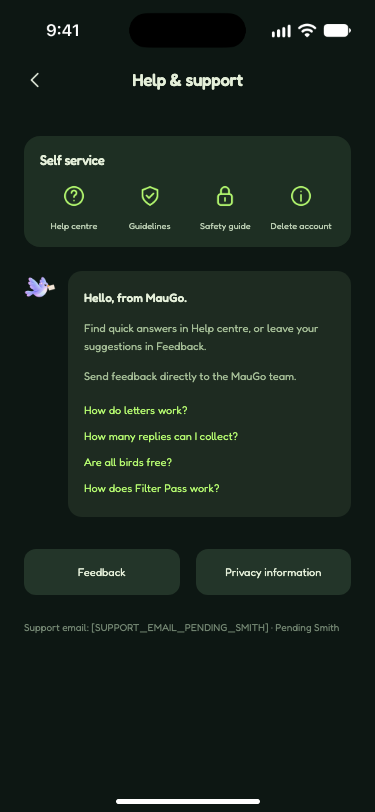 9:41
Help & support
Self service
Help centre
Guidelines
Safety guide
Delete account
Hello, from MauGo.
Find quick answers in Help centre, or leave your
suggestions in Feedback.
Send feedback directly to the MauGo team.
How do letters work?
How many replies can I collect?
Are all birds free?
How does Filter Pass work?
Feedback
Privacy information
Support email: [SUPPORT_EMAIL_PENDING_SMITH] · Pending Smith